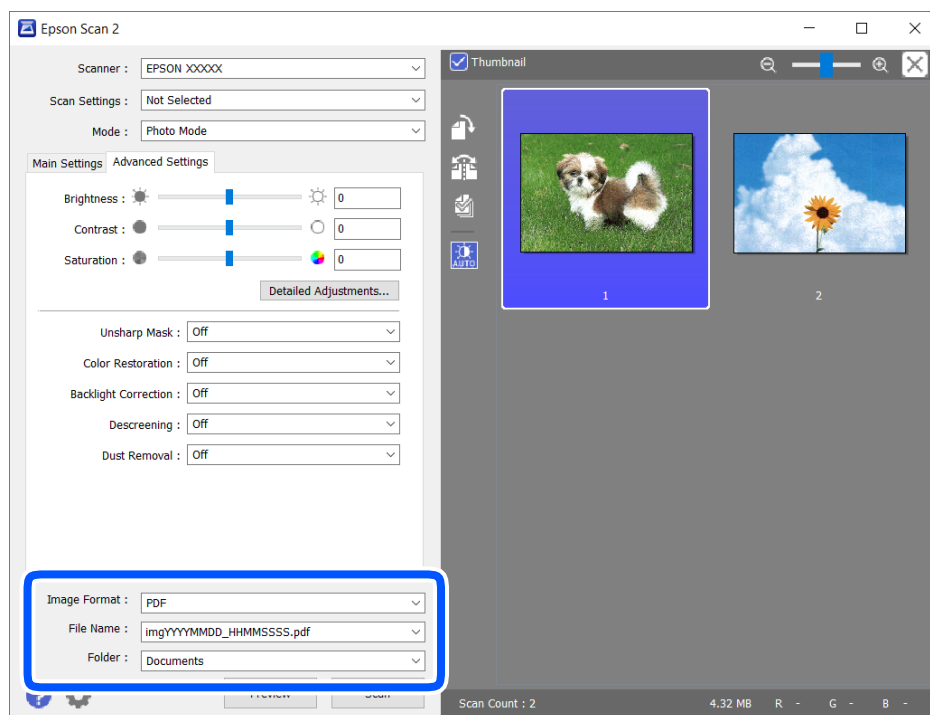 Epson Scan 2
Scanner : EPSON XXXXX
Scan Settings : Not Selected
Mode : Photo Mode
Main Settings Advanced Settings
Brightness : 0
Contrast : 0
Saturation : 0
Detailed Adjustments...
Unsharp Mask : Off
Color Restoration : Off
Backlight Correction : Off
Descreening : Off
Dust Removal : Off
Image Format : PDF
File Name : imgYYYYMMDD_HHMMSSSS.pdf
Folder : Documents
Preview Scan
Thumbnail
AUTO
1 2
Scan Count : 2 4.32 MB R - G - B -